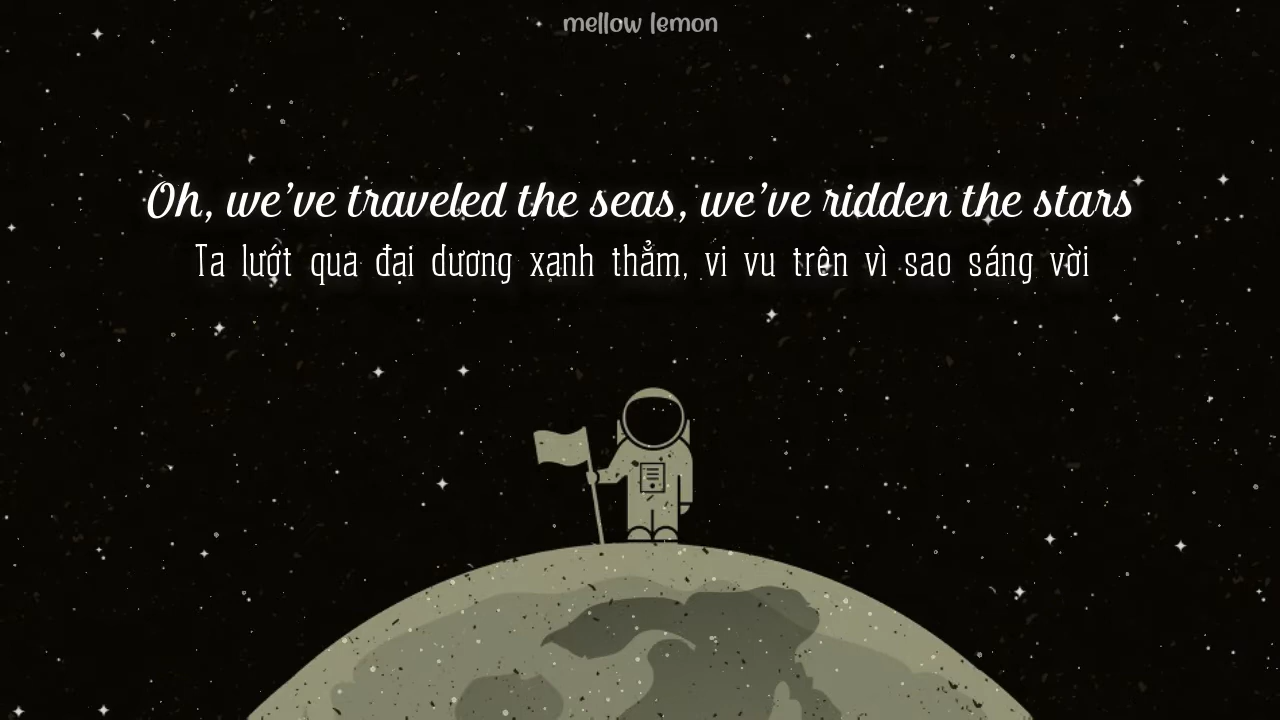 mellow lemon
Oh, we've traveled the seas, we've ridden the stars
Ta lướt qua đại dương xanh thẳm, vi vu trên vì sao sáng vời